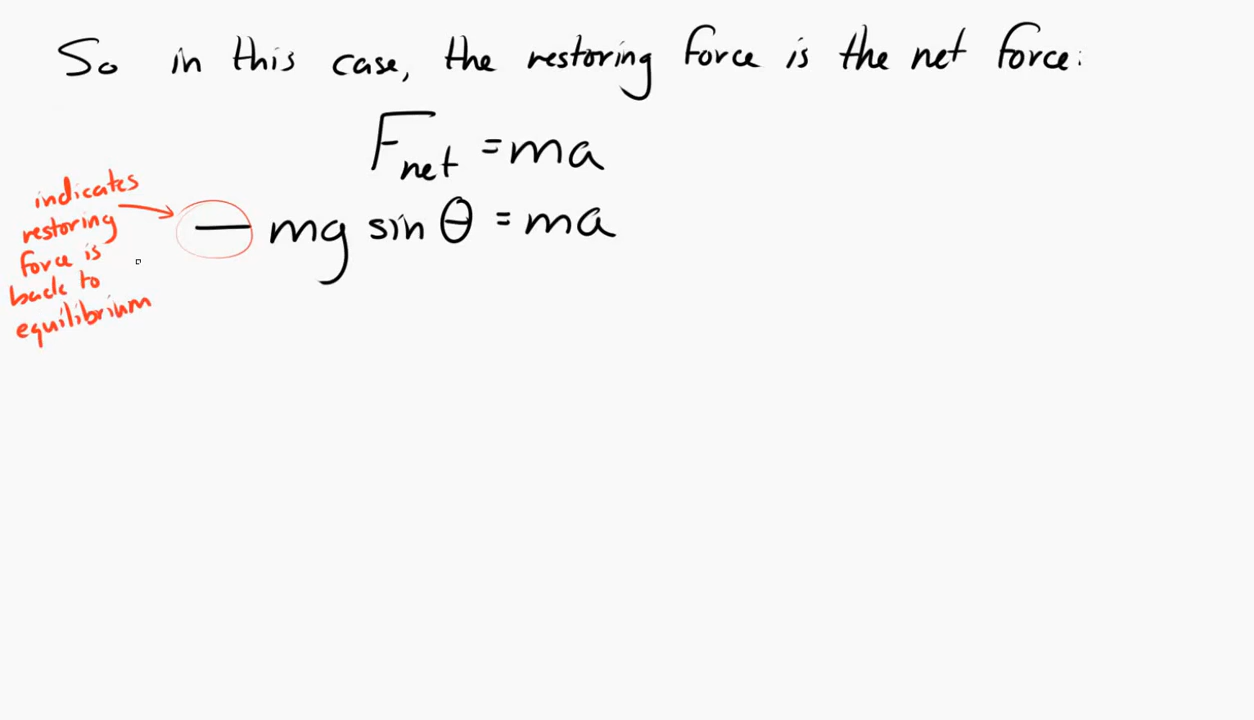 So in this case, the restoring force is the net force:
Fnet = ma
indicates
restoring
force is
back to
equilibrium
− mg sin θ = ma